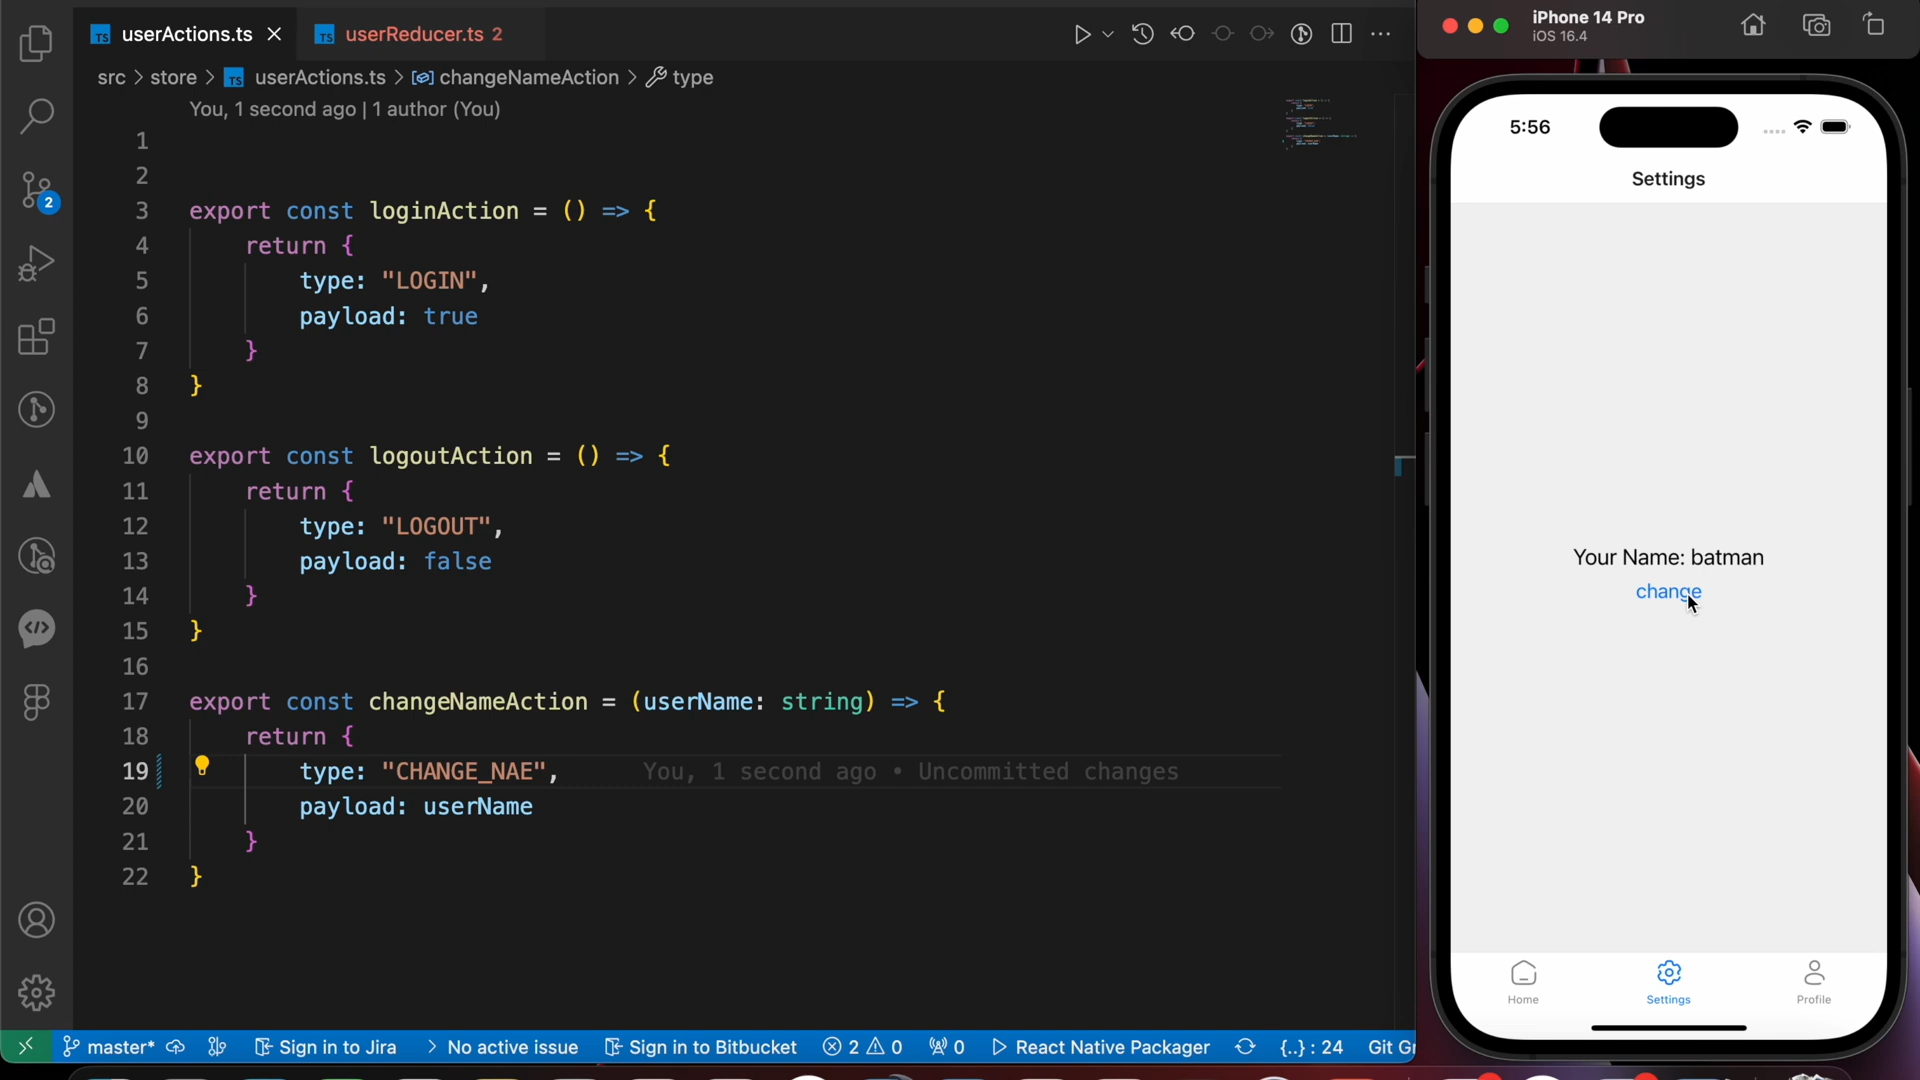 TS userActions.ts
TS userReducer.ts 2
src > store > TS userActions.ts > changeNameAction > type
You, 1 second ago | 1 author (You)
1
2
3 export const loginAction = () => {
4 return {
5 type: "LOGIN",
6 payload: true
7 }
8 }
9
10 export const logoutAction = () => {
11 return {
12 type: "LOGOUT",
13 payload: false
14 }
15 }
16
17 export const changeNameAction = (userName: string) => {
18 return {
19 type: "CHANGE_NAE", You, 1 second ago • Uncommitted changes
20 payload: userName
21 }
22 }
2
master* Sign in to Jira > No active issue Sign in to Bitbucket 2 0 0 React Native Packager {..} : 24 Git Gr
iPhone 14 Pro
iOS 16.4
5:56
Settings
Your Name: batman
change
Home Settings Profile